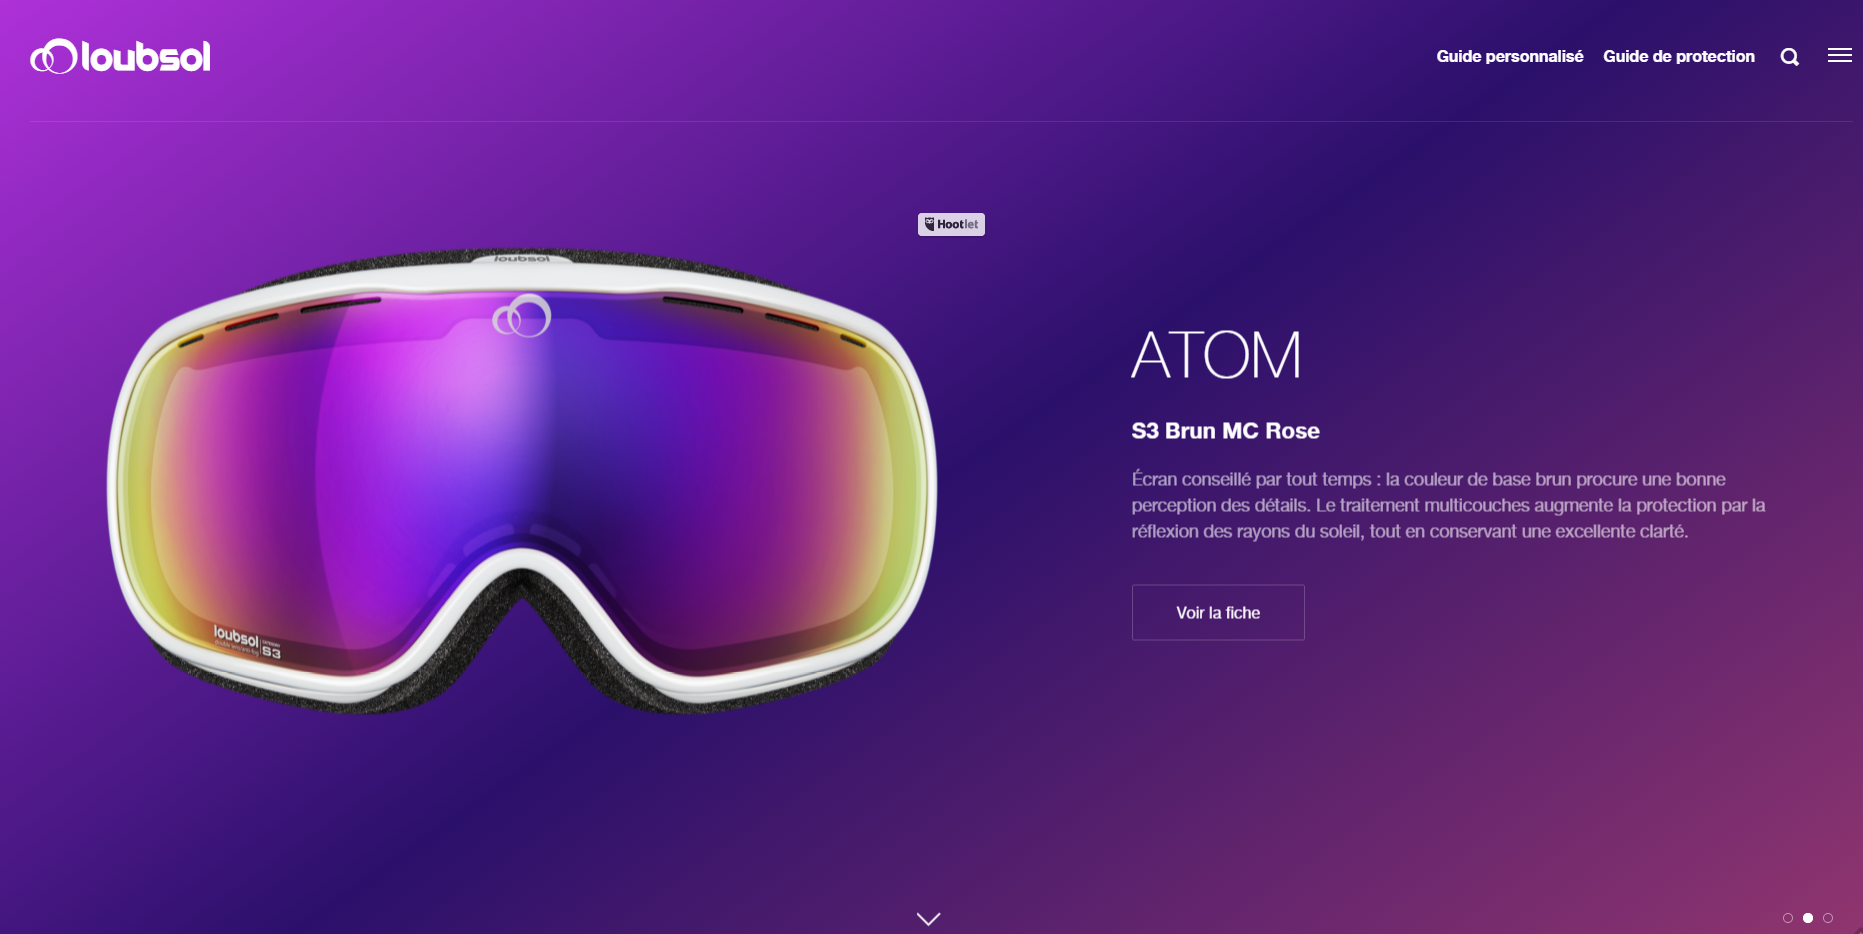 loubsol
Guide personnalisé
Guide de protection
Hootlet
loubsol
ATOM
S3 Brun MC Rose
Écran conseillé par tout temps : la couleur de base brun procure une bonne
perception des détails. Le traitement multicouches augmente la protection par la
réflexion des rayons du soleil, tout en conservant une excellente clarté.
Voir la fiche
loubsol
S3